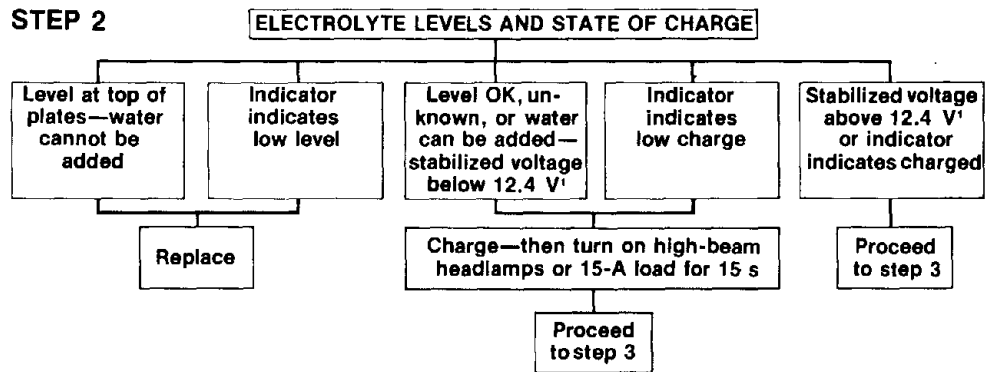 STEP 2
ELECTROLYTE LEVELS AND STATE OF CHARGE
Level at top of
plates—water
cannot be
added
Indicator
indicates
low level
Level OK, un-
known, or water
can be added—
stabilized voltage
below 12.4 V¹
Indicator
indicates
low charge
Stabilized voltage
above 12.4 V¹
or indicator
indicates charged
Replace
Charge—then turn on high-beam
headlamps or 15-A load for 15 s
Proceed
to step 3
Proceed
to step 3